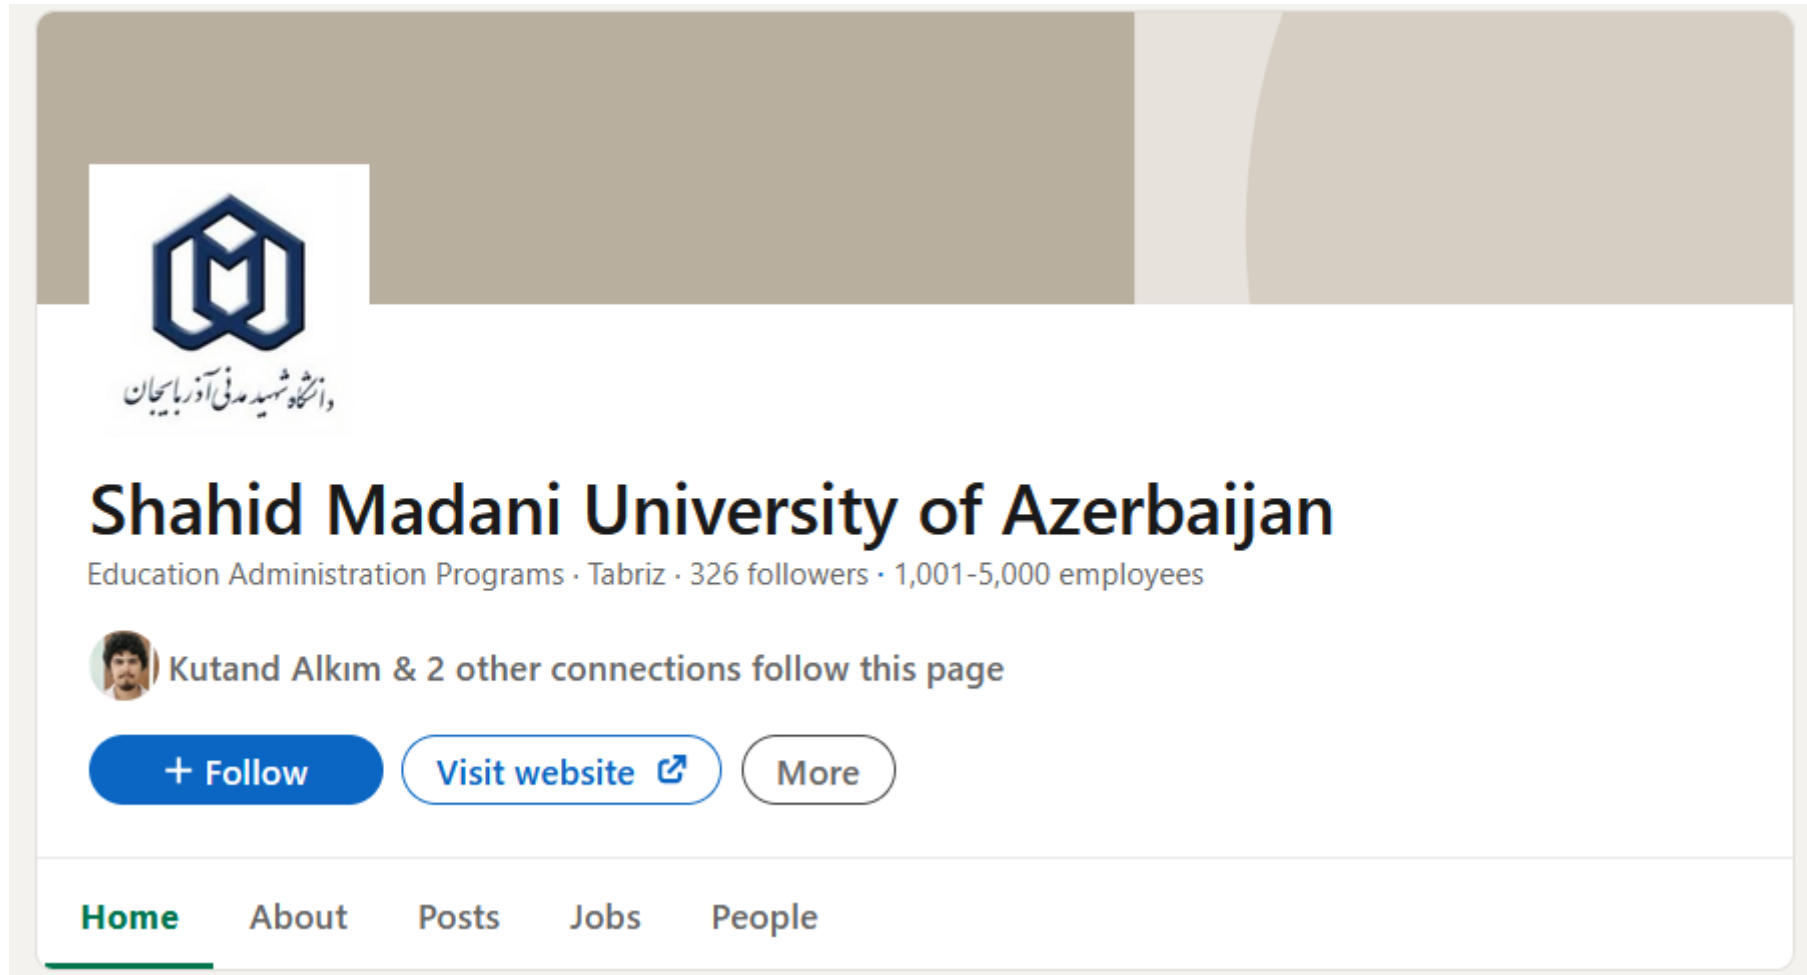 دانشگاه شهید مدنی آذربایجان
Shahid Madani University of Azerbaijan
Education Administration Programs · Tabriz · 326 followers · 1,001-5,000 employees
Kutand Alkım & 2 other connections follow this page
+ Follow Visit website More
Home About Posts Jobs People